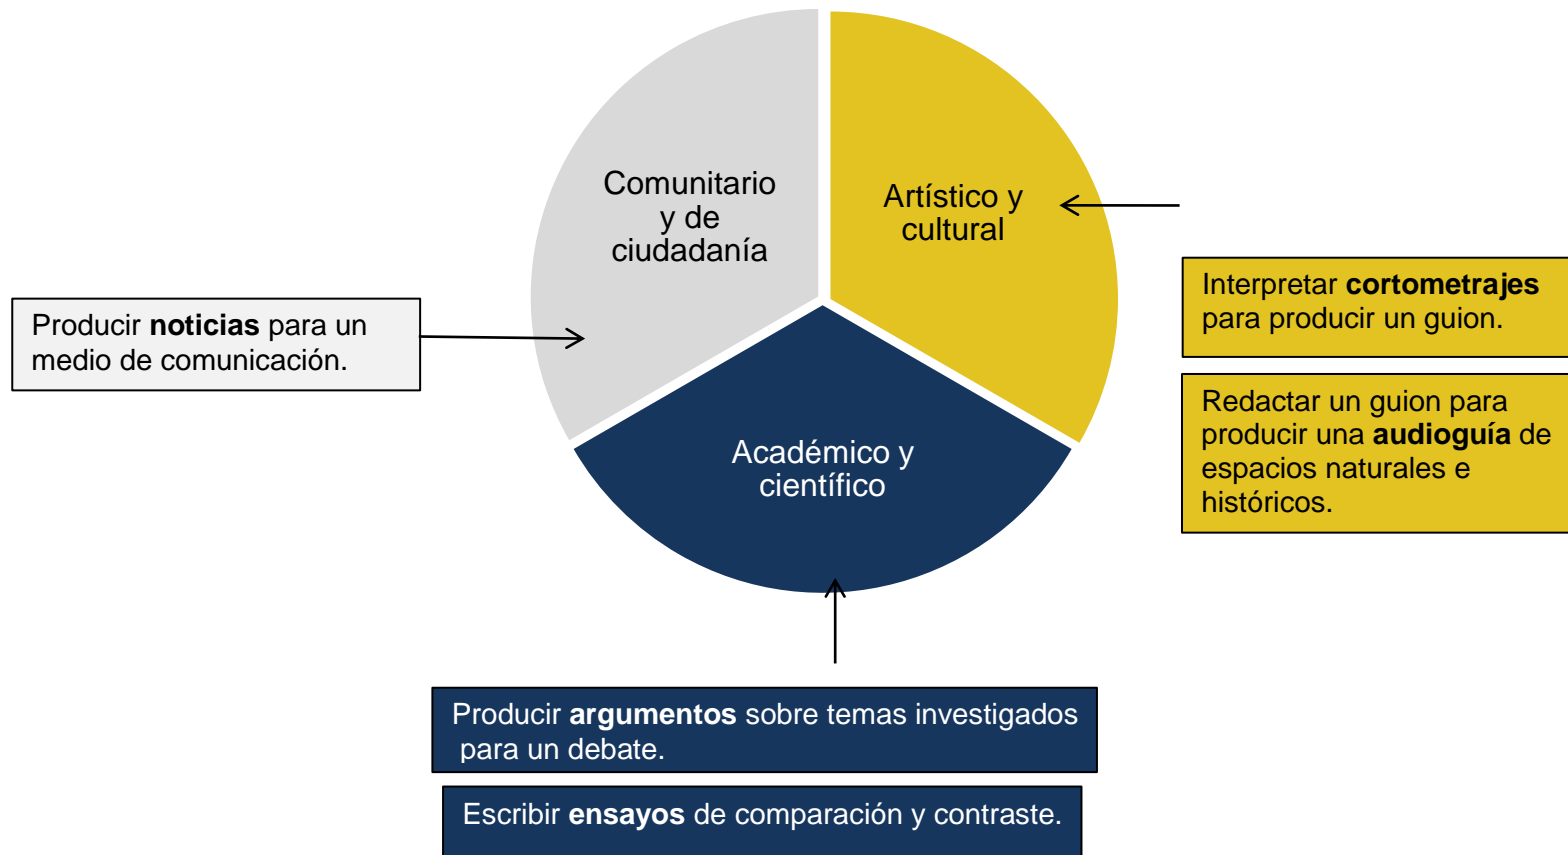 Comunitario
y de
ciudadanía
Artístico y
cultural
Académico y
científico
Producir noticias para un
medio de comunicación.
Interpretar cortometrajes
para producir un guion.
Redactar un guion para
producir una audioguía de
espacios naturales e
históricos.
Producir argumentos sobre temas investigados
para un debate.
Escribir ensayos de comparación y contraste.